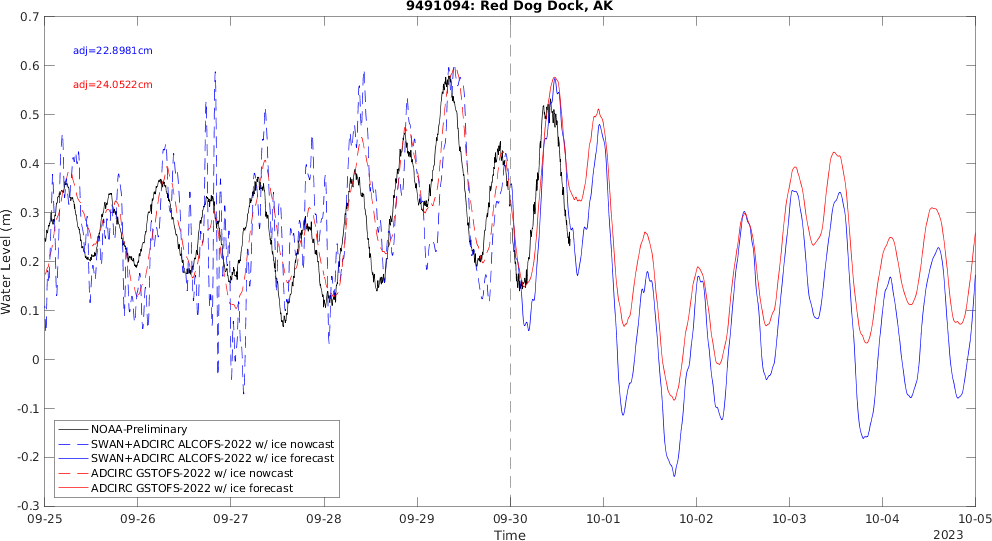 9491094: Red Dog Dock, AK
0.7
0.6
0.5
0.4
0.3
0.2
0.1
0
-0.1
-0.2
-0.3
Water Level (m)
adj=22.8981cm
adj=24.0522cm
NOAA-Preliminary
SWAN+ADCIRC ALCOFS-2022 w/ ice nowcast
SWAN+ADCIRC ALCOFS-2022 w/ ice forecast
ADCIRC GSTOFS-2022 w/ ice nowcast
ADCIRC GSTOFS-2022 w/ ice forecast
09-25 09-26 09-27 09-28 09-29 09-30 10-01 10-02 10-03 10-04 10-05
Time
2023